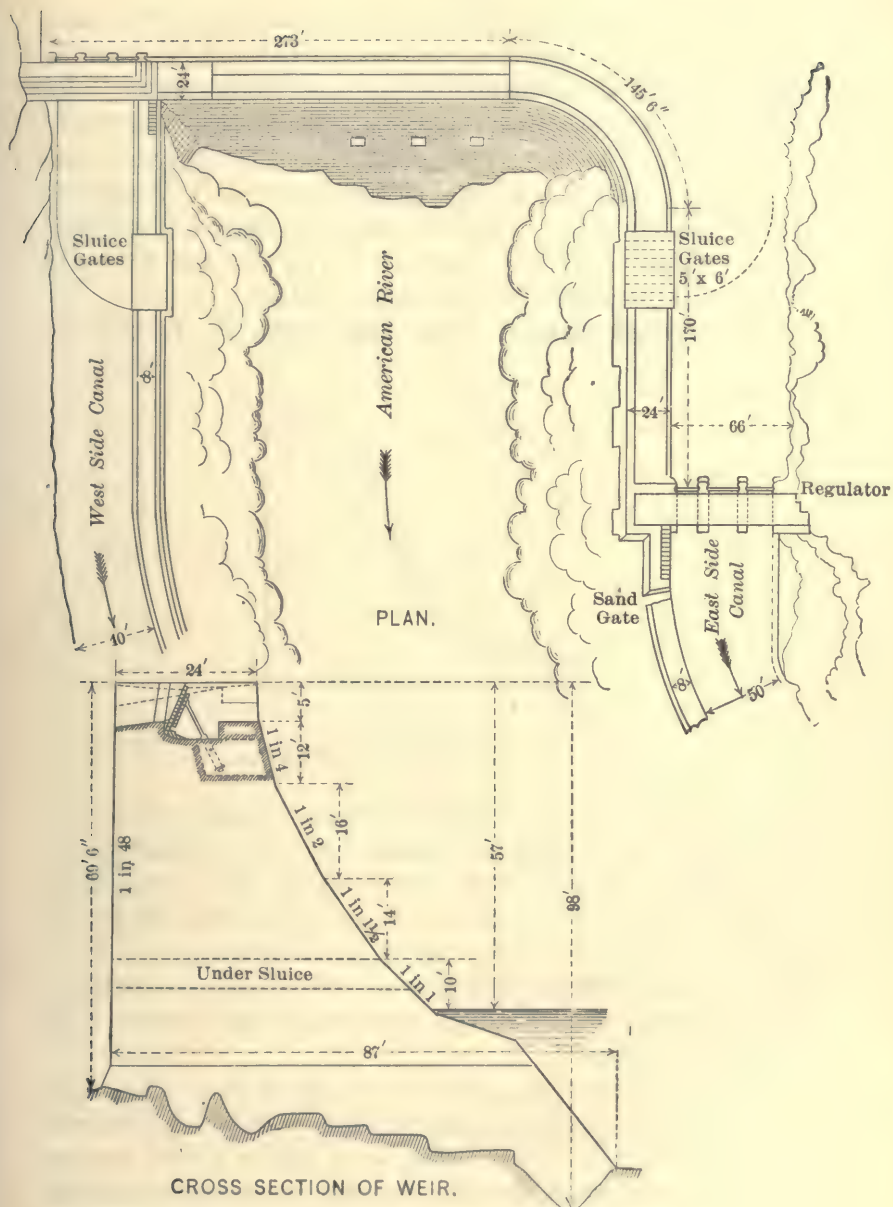 273'
24'
145' 6"
Sluice
Gates
Sluice
Gates
5' x 6'
American River
170'
West Side Canal
8'
24'
66'
Regulator
East Side
Canal
Sand
Gate
PLAN.
40'
8'
50'
24'
5'
12'
1 in 4
16'
1 in 2
57'
69' 6"
1 in 48
98'
14'
1 in 1½
Under Sluice
10'
1 in 1
87'
CROSS SECTION OF WEIR.